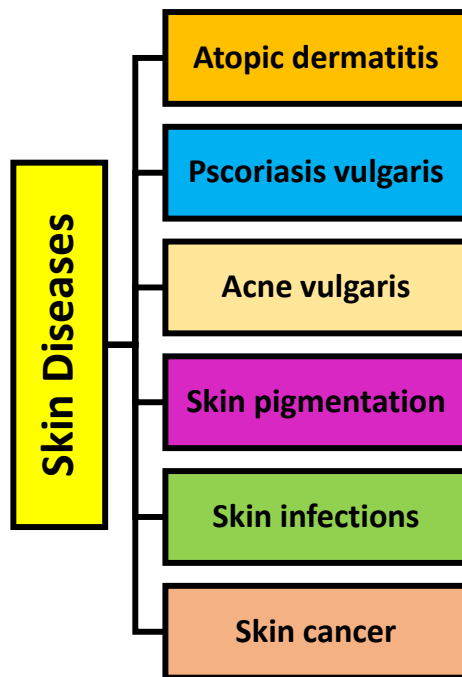 Skin Diseases
Atopic dermatitis
Pscoriasis vulgaris
Acne vulgaris
Skin pigmentation
Skin infections
Skin cancer